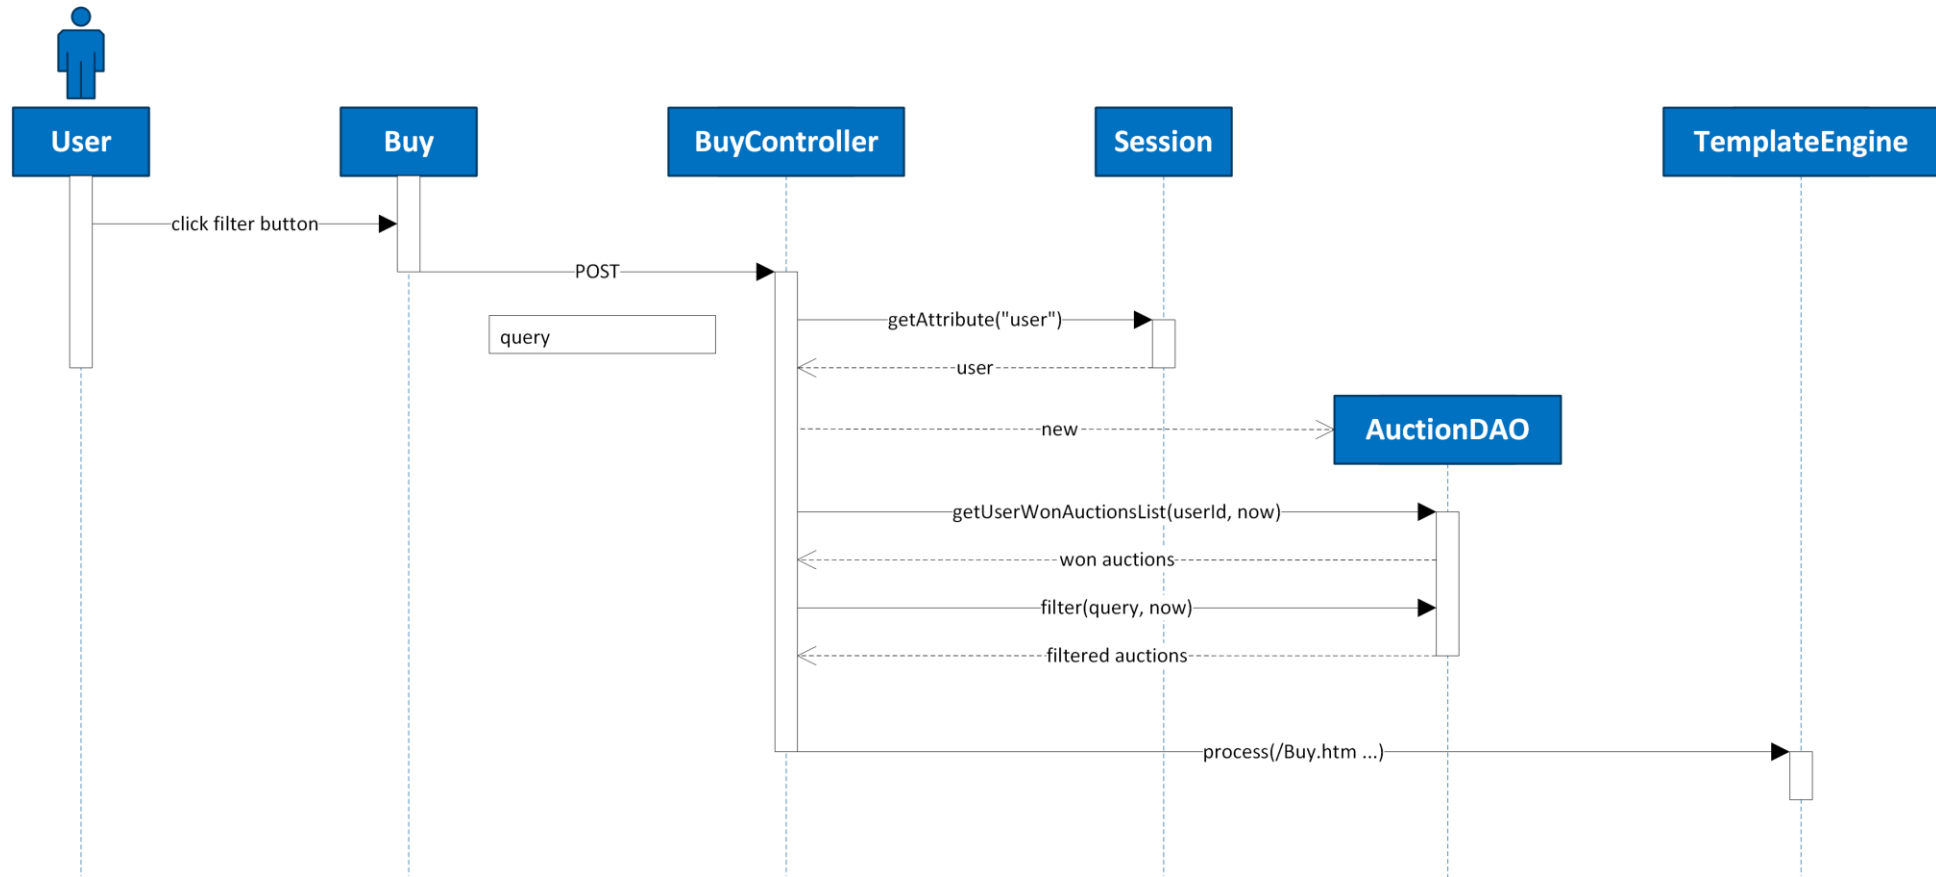 User
Buy
BuyController
Session
TemplateEngine
click filter button
POST
query
getAttribute("user")
user
new
AuctionDAO
getUserWonAuctionsList(userId, now)
won auctions
filter(query, now)
filtered auctions
process(/Buy.htm ...)